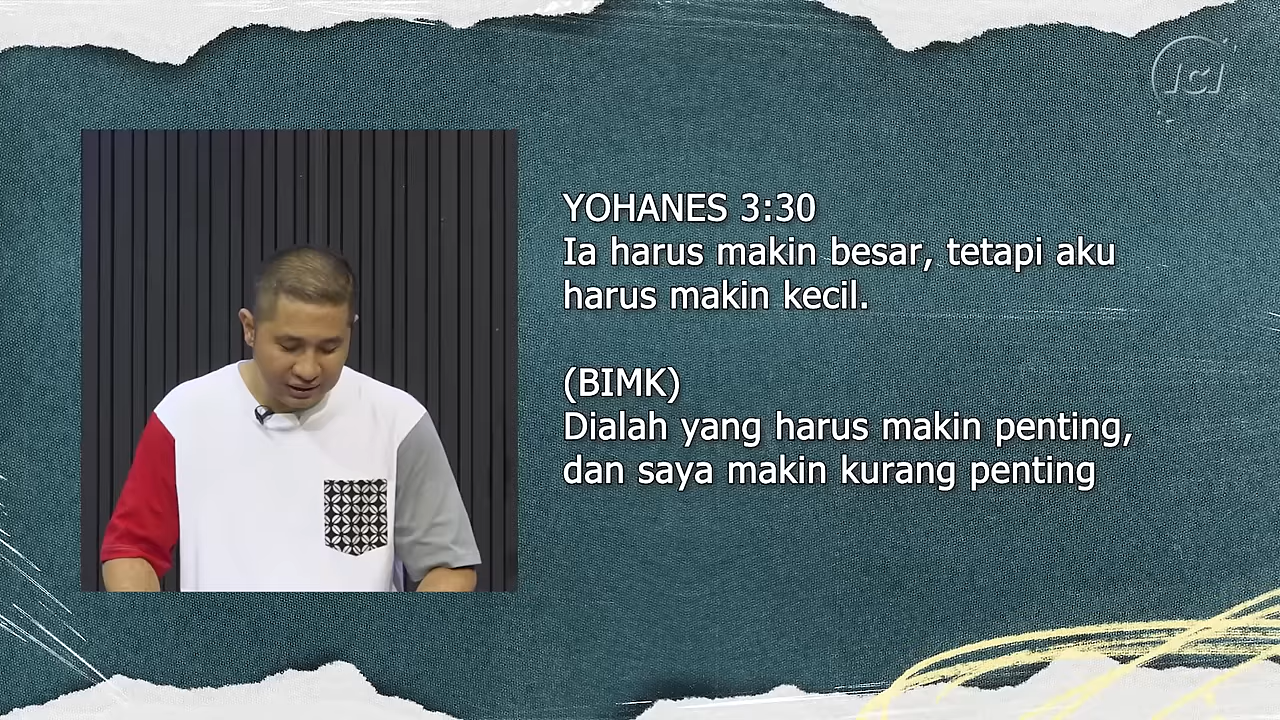 ici
YOHANES 3:30
Ia harus makin besar, tetapi aku
harus makin kecil.
(BIMK)
Dialah yang harus makin penting,
dan saya makin kurang penting